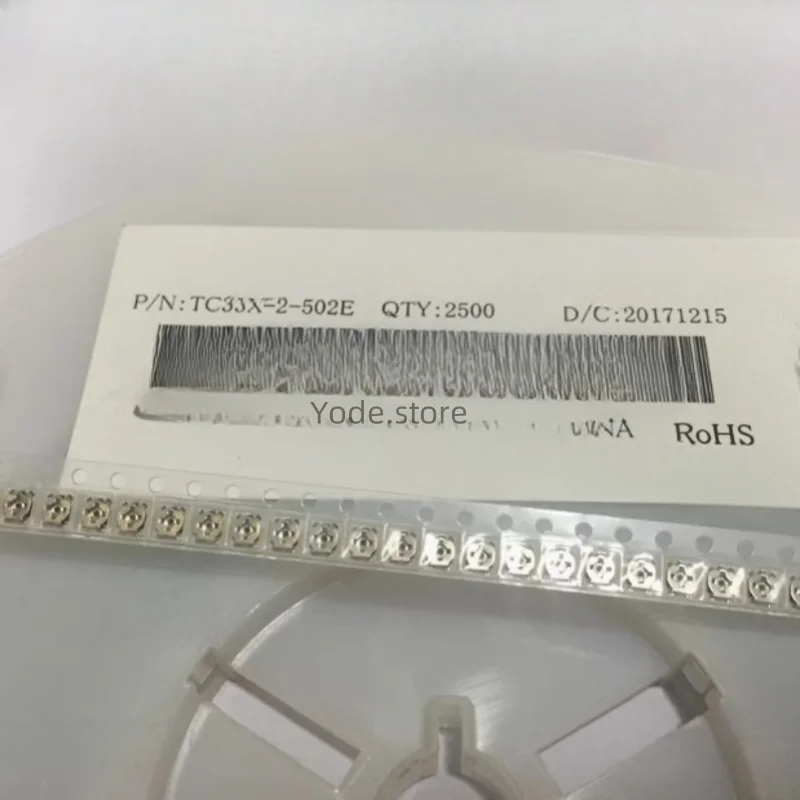 P/N:TC33X-2-502E QTY:2500 D/C:20171215
Yode.store
RoHS